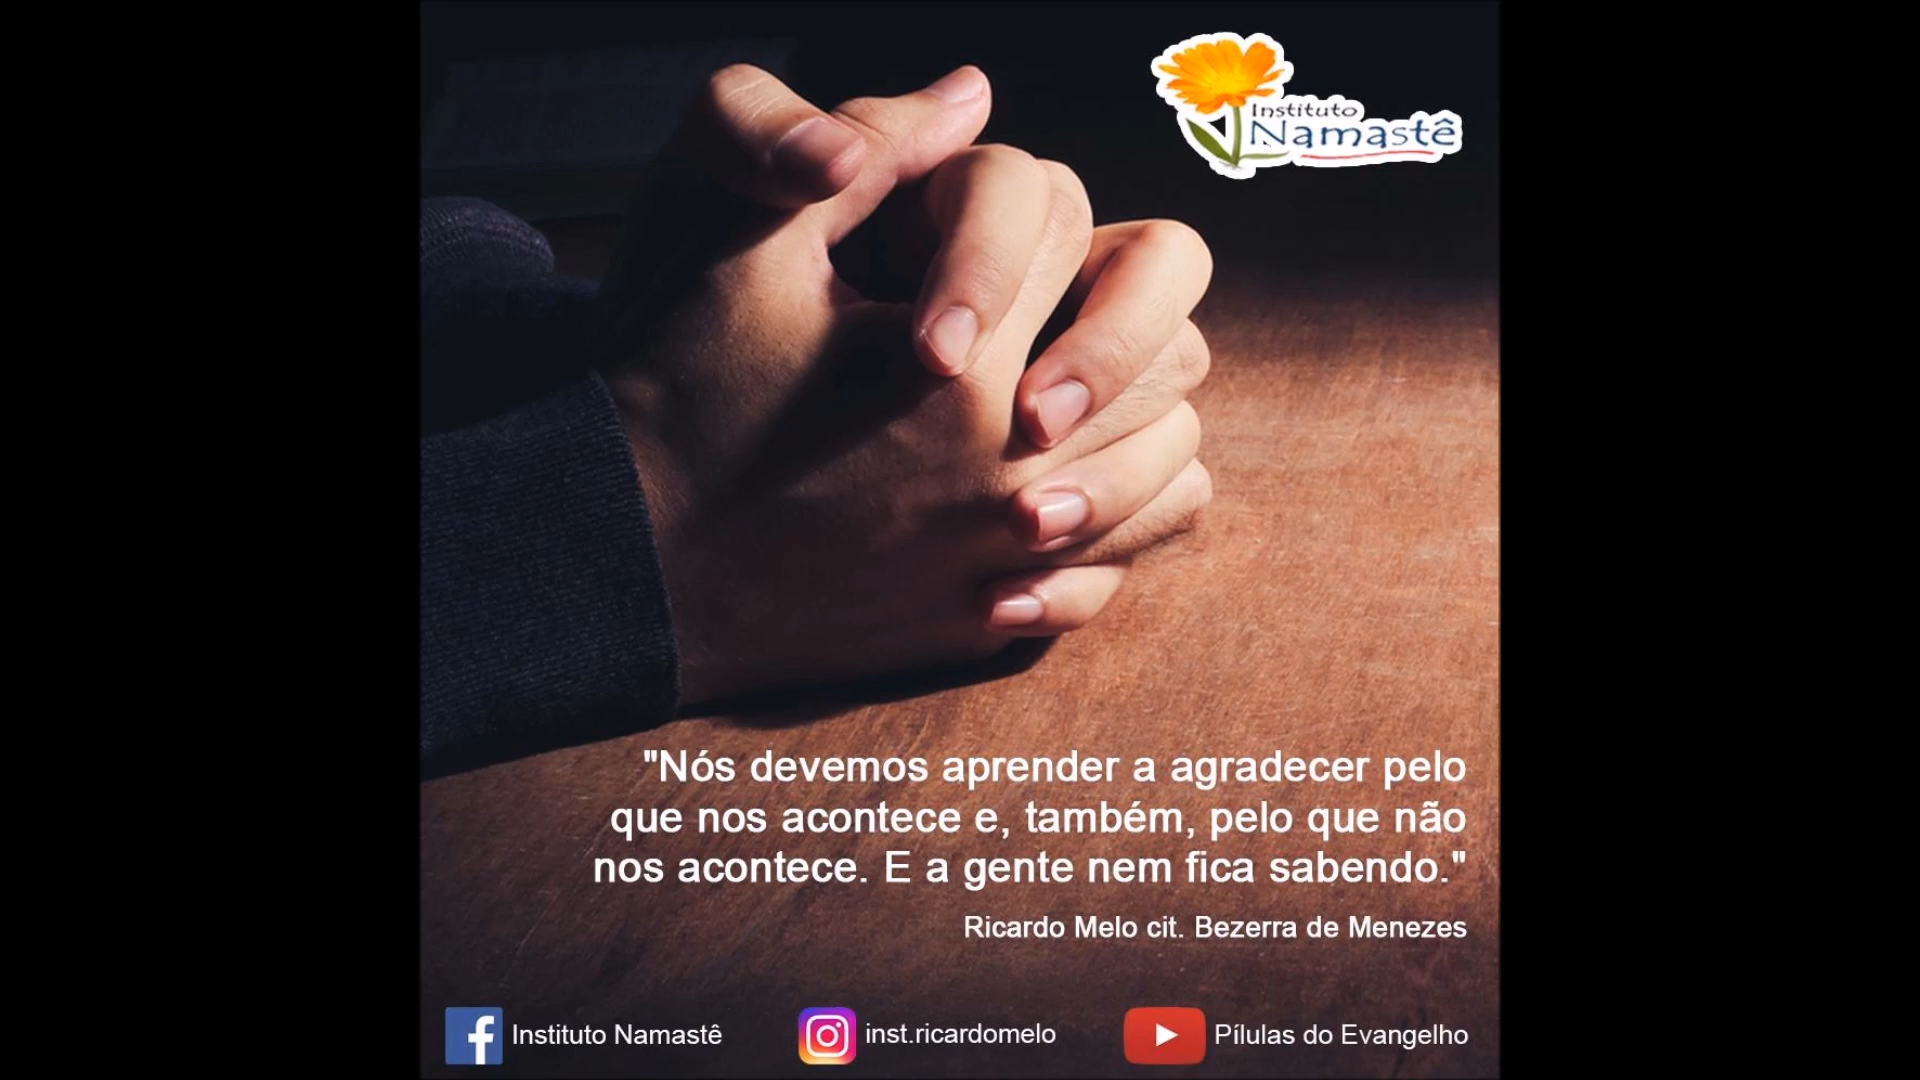 Instituto
Namastê
"Nós devemos aprender a agradecer pelo
que nos acontece e, também, pelo que não
nos acontece. E a gente nem fica sabendo."
Ricardo Melo cit. Bezerra de Menezes
Instituto Namastê
inst.ricardomelo
Pílulas do Evangelho